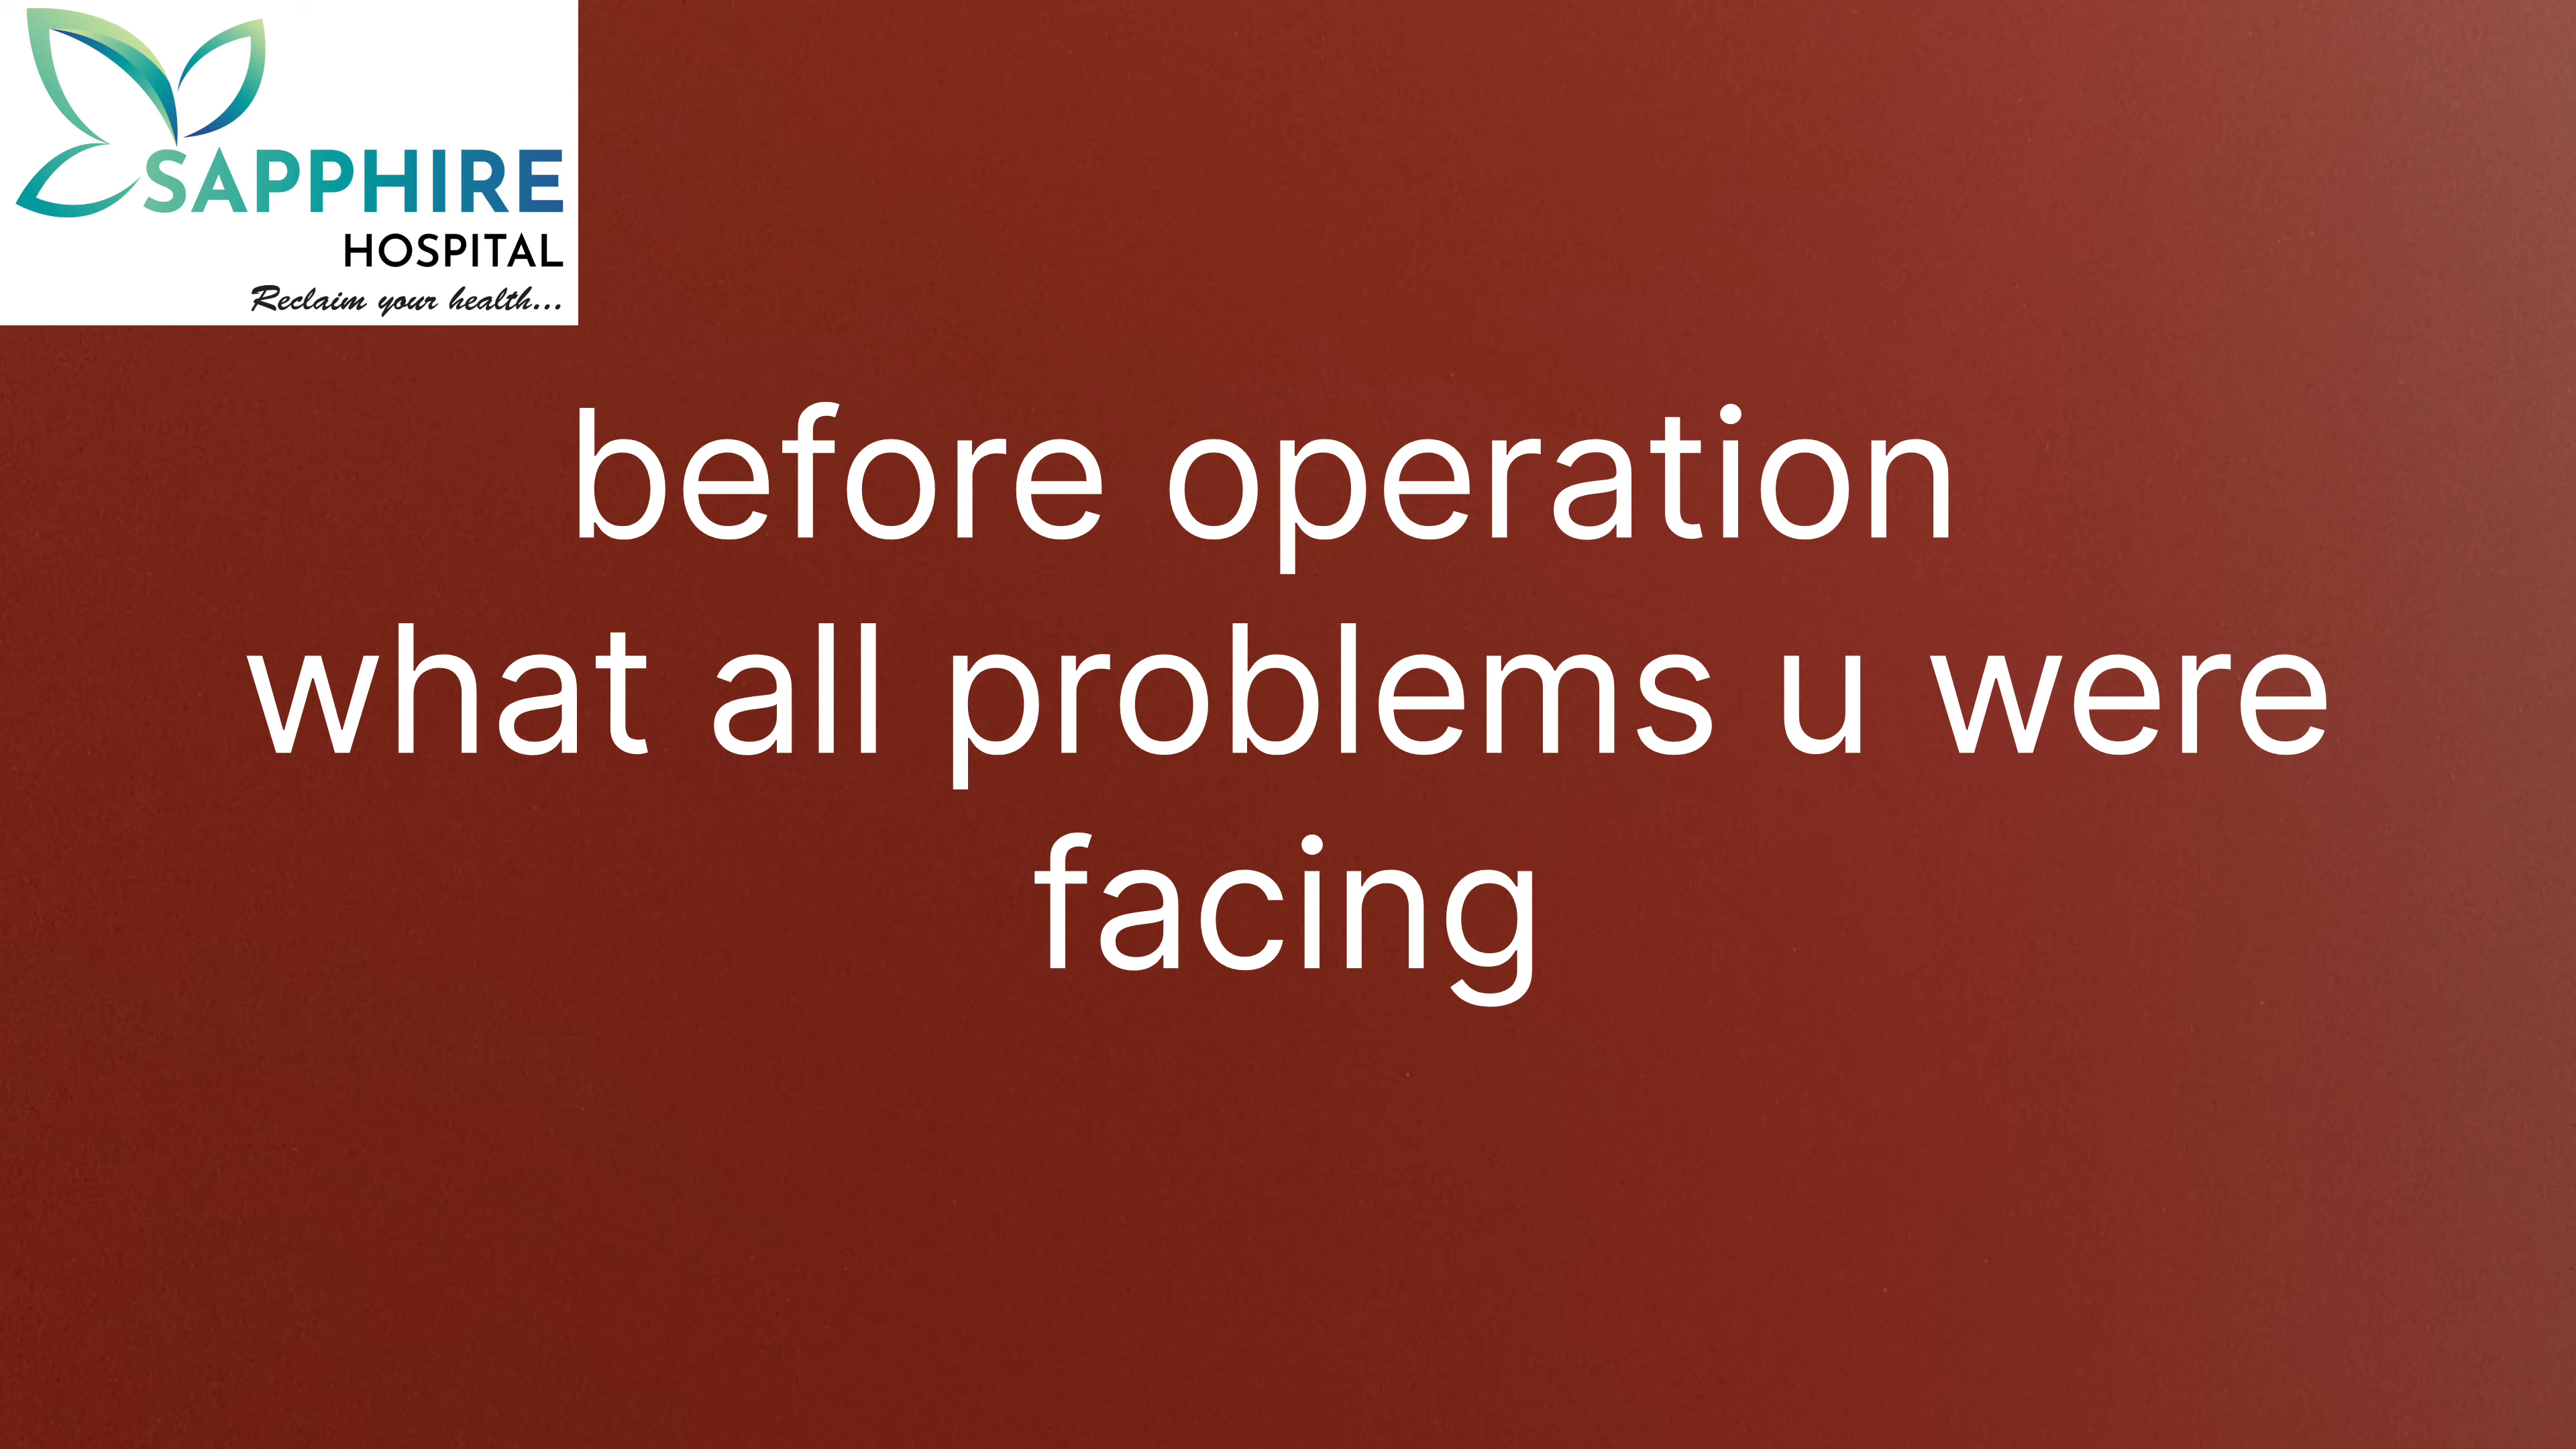 SAPPHIRE
HOSPITAL
Reclaim your health...
before operation
what all problems u were
facing